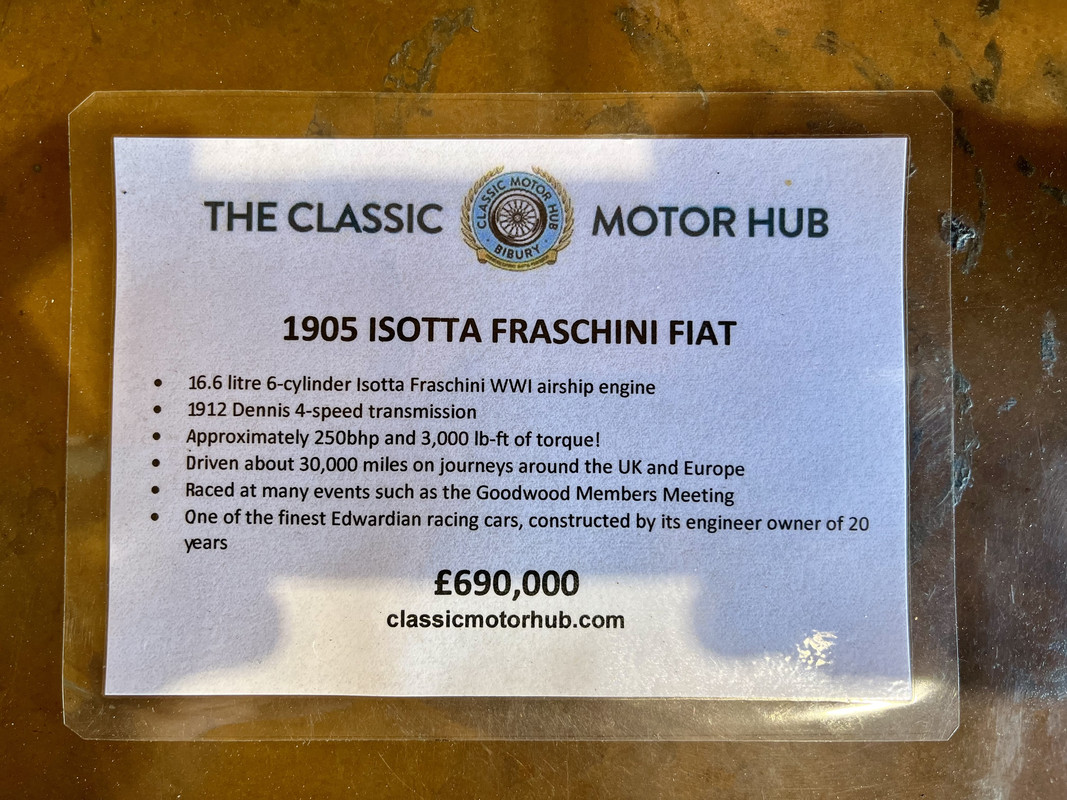 THE CLASSIC MOTOR HUB
CLASSIC MOTOR HUB
BIBURY
1905 ISOTTA FRASCHINI FIAT
• 16.6 litre 6-cylinder Isotta Fraschini WWI airship engine
• 1912 Dennis 4-speed transmission
• Approximately 250bhp and 3,000 lb-ft of torque!
• Driven about 30,000 miles on journeys around the UK and Europe
• Raced at many events such as the Goodwood Members Meeting
• One of the finest Edwardian racing cars, constructed by its engineer owner of 20
years
£690,000
classicmotorhub.com